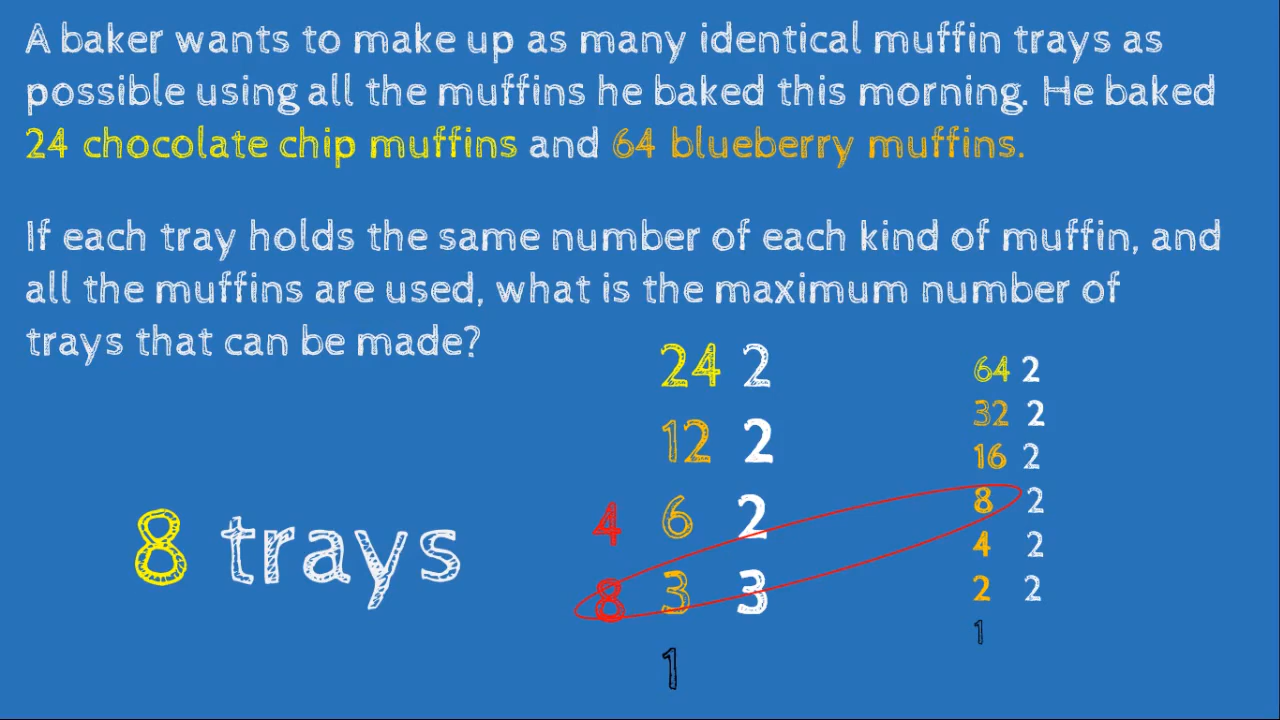 A baker wants to make up as many identical muffin trays as
possible using all the muffins he baked this morning. He baked
24 chocolate chip muffins and 64 blueberry muffins.
If each tray holds the same number of each kind of muffin, and
all the muffins are used, what is the maximum number of
trays that can be made?
24 2
12 2
4 6 2
8 3 3
1
64 2
32 2
16 2
8 2
4 2
2 2
1
8 trays